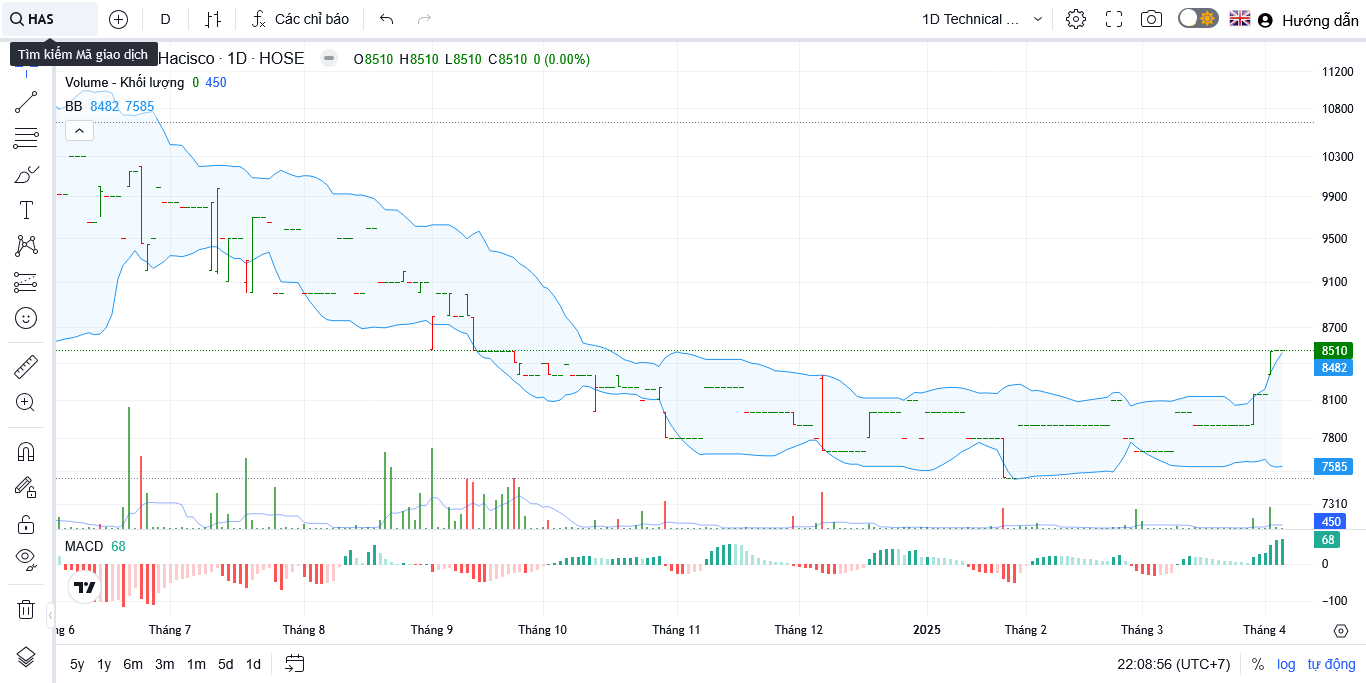 HAS D Các chỉ báo 1D Technical ... Hướng dẫn
Tìm kiếm Mã giao dịch Hacisco · 1D · HOSE O8510 H8510 L8510 C8510 0 (0.00%)
Volume - Khối lượng 0 450
BB 8482 7585
11200
10800
10300
9900
9500
9100
8700
8510
8482
8100
7800
7585
7310
450
MACD 68
68
0
−100
ng 6 Tháng 7 Tháng 8 Tháng 9 Tháng 10 Tháng 11 Tháng 12 2025 Tháng 2 Tháng 3 Tháng 4
5y 1y 6m 3m 1m 5d 1d 22:08:56 (UTC+7) % log tự động